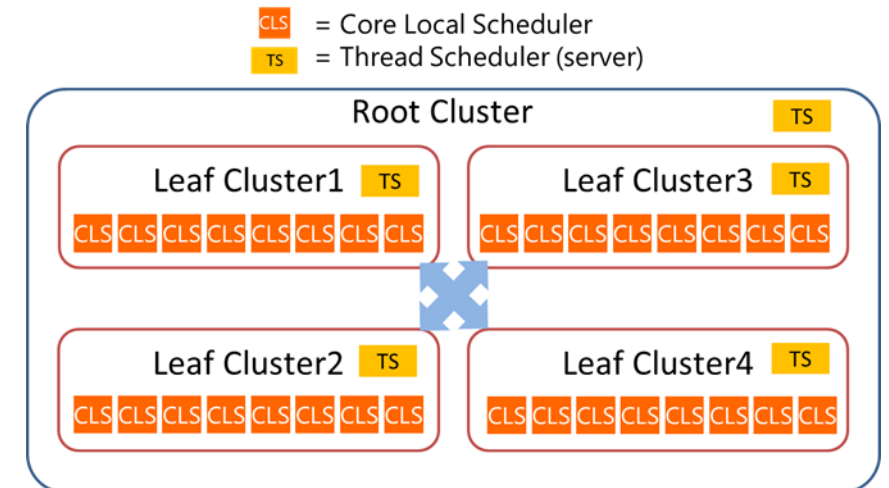 CLS = Core Local Scheduler
TS = Thread Scheduler (server)
Root Cluster TS
Leaf Cluster1 TS
CLS CLS CLS CLS CLS CLS CLS CLS
Leaf Cluster3 TS
CLS CLS CLS CLS CLS CLS CLS CLS
Leaf Cluster2 TS
CLS CLS CLS CLS CLS CLS CLS CLS
Leaf Cluster4 TS
CLS CLS CLS CLS CLS CLS CLS CLS